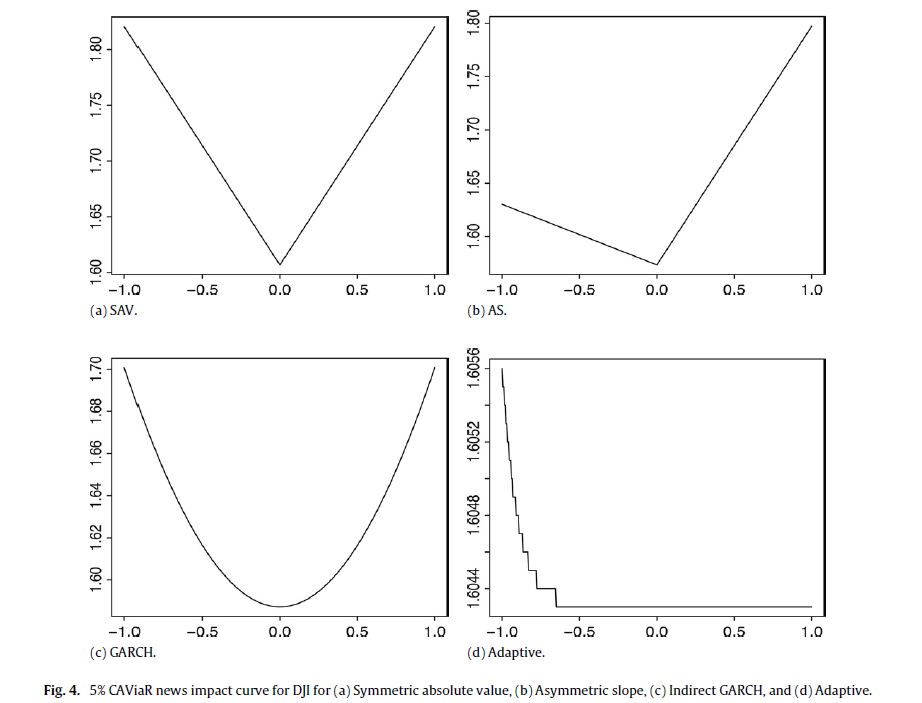 1.80
1.75
1.70
1.65
1.60
−1.0 −0.5 0.0 0.5 1.0
(a) SAV.
1.80
1.75
1.70
1.65
1.60
−1.0 −0.5 0.0 0.5 1.0
(b) AS.
1.70
1.68
1.66
1.64
1.62
1.60
−1.0 −0.5 0.0 0.5 1.0
(c) GARCH.
1.6056
1.6052
1.6048
1.6044
−1.0 −0.5 0.0 0.5 1.0
(d) Adaptive.
Fig. 4. 5% CAViaR news impact curve for DJI for (a) Symmetric absolute value, (b) Asymmetric slope, (c) Indirect GARCH, and (d) Adaptive.